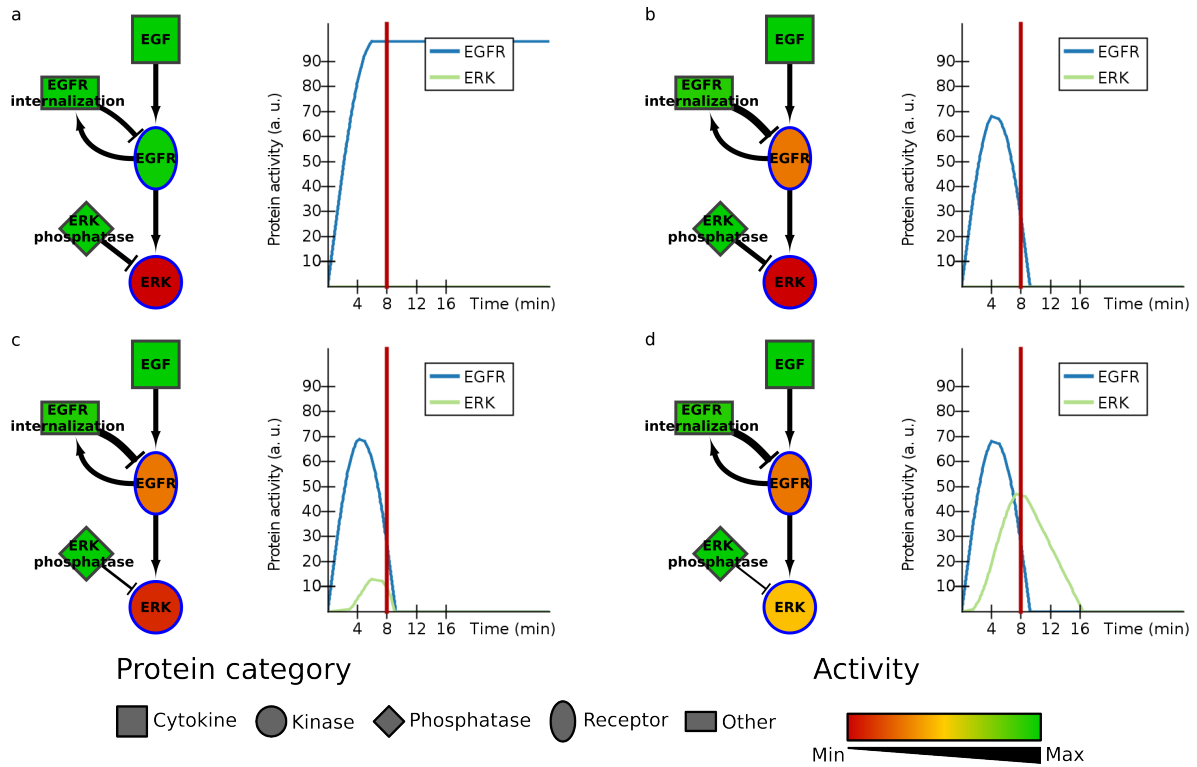 a
EGF
EGFR
internalization
EGFR
ERK
phosphatase
ERK
Protein activity (a. u.)
90
80
70
60
50
40
30
20
10
4 8 12 16 Time (min)
EGFR
ERK
b
EGF
EGFR
internalization
EGFR
ERK
phosphatase
ERK
Protein activity (a. u.)
90
80
70
60
50
40
30
20
10
4 8 12 16 Time (min)
EGFR
ERK
c
EGF
EGFR
internalization
EGFR
ERK
phosphatase
ERK
Protein activity (a. u.)
90
80
70
60
50
40
30
20
10
4 8 12 16 Time (min)
EGFR
ERK
d
EGF
EGFR
internalization
EGFR
ERK
phosphatase
ERK
Protein activity (a. u.)
90
80
70
60
50
40
30
20
10
4 8 12 16 Time (min)
EGFR
ERK
Protein category
Cytokine Kinase Phosphatase Receptor Other
Activity
Min Max